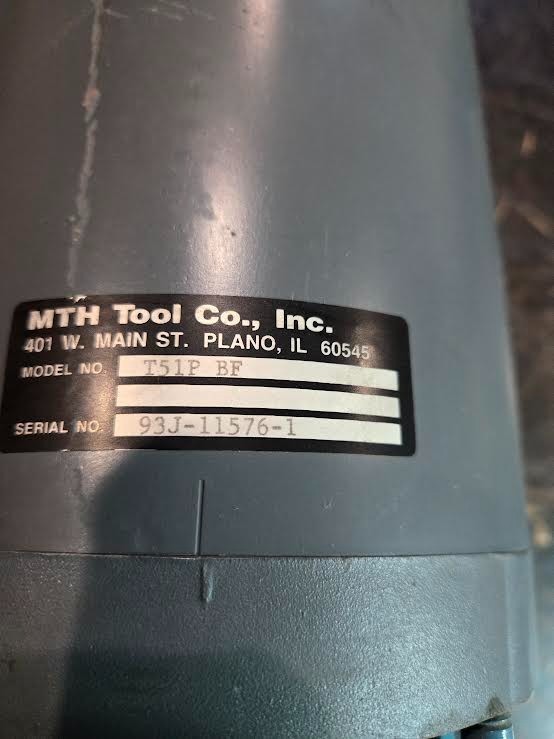 MTH Tool Co., Inc.
401 W. MAIN ST. PLANO, IL 60545
MODEL NO. T51P BF
SERIAL NO. 93J-11576-1